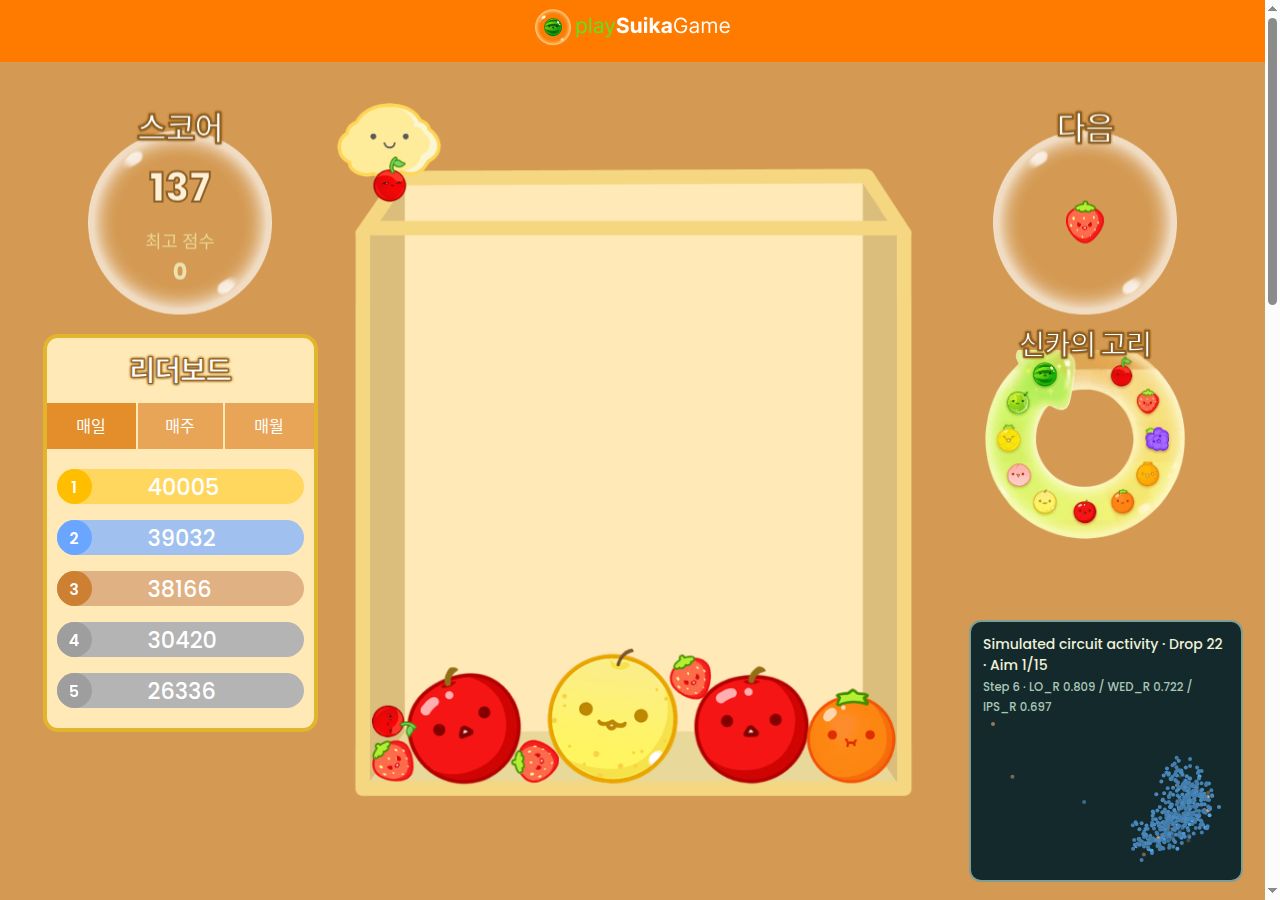 playSuikaGame
스코어
137
최고 점수
0
다음
신카의 고리
리더보드
매일 매주 매월
1 40005
2 39032
3 38166
4 30420
5 26336
Simulated circuit activity · Drop 22
· Aim 1/15
Step 6 · LO_R 0.809 / WED_R 0.722 /
IPS_R 0.697